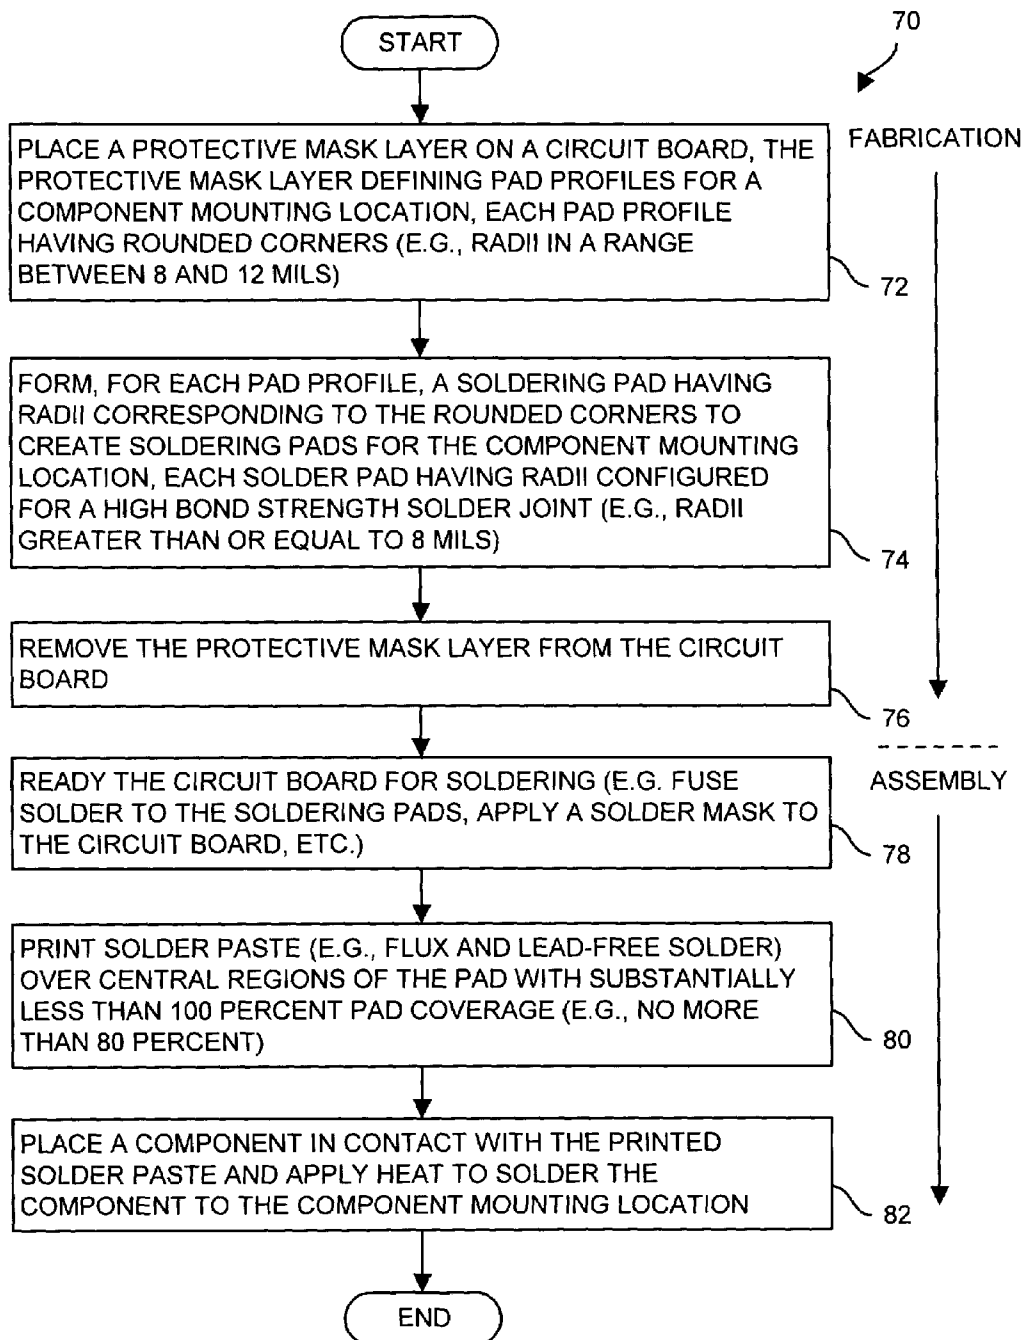 70
START
FABRICATION
PLACE A PROTECTIVE MASK LAYER ON A CIRCUIT BOARD, THE
PROTECTIVE MASK LAYER DEFINING PAD PROFILES FOR A
COMPONENT MOUNTING LOCATION, EACH PAD PROFILE
HAVING ROUNDED CORNERS (E.G., RADII IN A RANGE
BETWEEN 8 AND 12 MILS)
72
FORM, FOR EACH PAD PROFILE, A SOLDERING PAD HAVING
RADII CORRESPONDING TO THE ROUNDED CORNERS TO
CREATE SOLDERING PADS FOR THE COMPONENT MOUNTING
LOCATION, EACH SOLDER PAD HAVING RADII CONFIGURED
FOR A HIGH BOND STRENGTH SOLDER JOINT (E.G., RADII
GREATER THAN OR EQUAL TO 8 MILS)
74
REMOVE THE PROTECTIVE MASK LAYER FROM THE CIRCUIT
BOARD
76
ASSEMBLY
READY THE CIRCUIT BOARD FOR SOLDERING (E.G. FUSE
SOLDER TO THE SOLDERING PADS, APPLY A SOLDER MASK TO
THE CIRCUIT BOARD, ETC.)
78
PRINT SOLDER PASTE (E.G., FLUX AND LEAD-FREE SOLDER)
OVER CENTRAL REGIONS OF THE PAD WITH SUBSTANTIALLY
LESS THAN 100 PERCENT PAD COVERAGE (E.G., NO MORE
THAN 80 PERCENT)
80
PLACE A COMPONENT IN CONTACT WITH THE PRINTED
SOLDER PASTE AND APPLY HEAT TO SOLDER THE
COMPONENT TO THE COMPONENT MOUNTING LOCATION
82
END